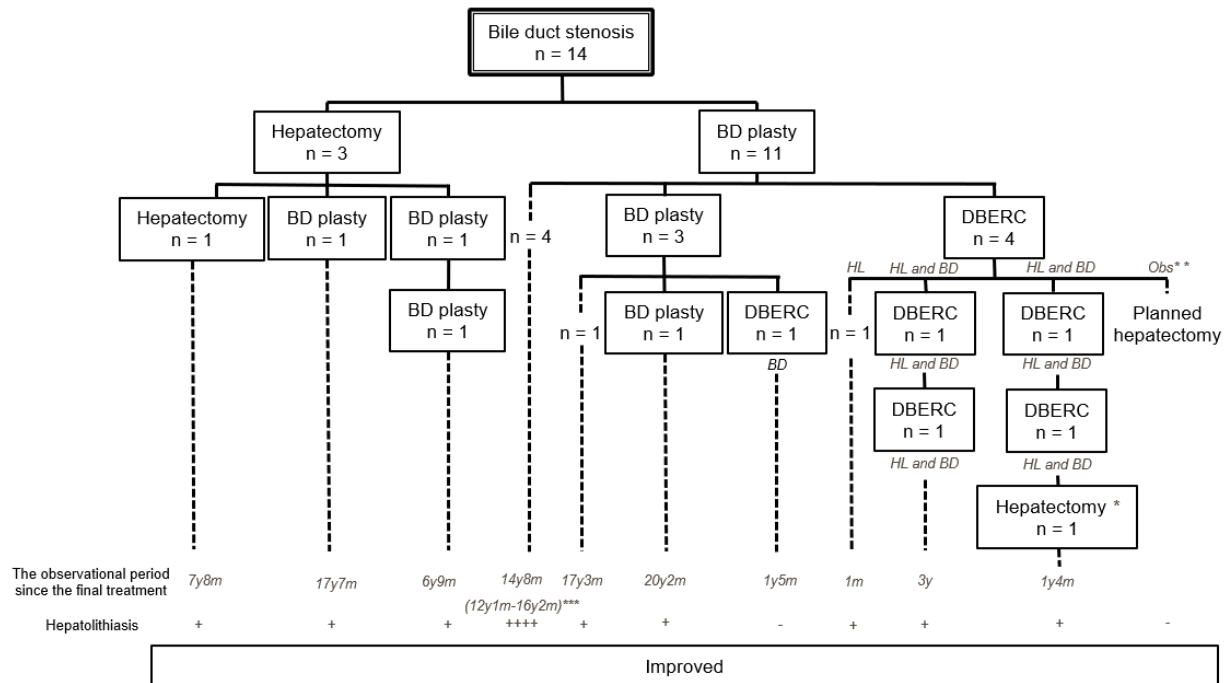 Bile duct stenosis
n = 14
Hepatectomy
n = 3
BD plasty
n = 11
Hepatectomy
n = 1
BD plasty
n = 1
BD plasty
n = 1
n = 4
BD plasty
n = 3
DBERC
n = 4
HL
HL and BD
HL and BD
Obs**
BD plasty
n = 1
n = 1
BD plasty
n = 1
DBERC
n = 1
BD
n = 1
DBERC
n = 1
HL and BD
DBERC
n = 1
HL and BD
Planned
hepatectomy
DBERC
n = 1
HL and BD
DBERC
n = 1
HL and BD
Hepatectomy *
n = 1
The observational period
since the final treatment
7y8m 17y7m 6y9m 14y8m 17y3m 20y2m 1y5m 1m 3y 1y4m
(12y1m-16y2m)***
Hepatolithiasis + + + ++++ + + - + + + -
Improved